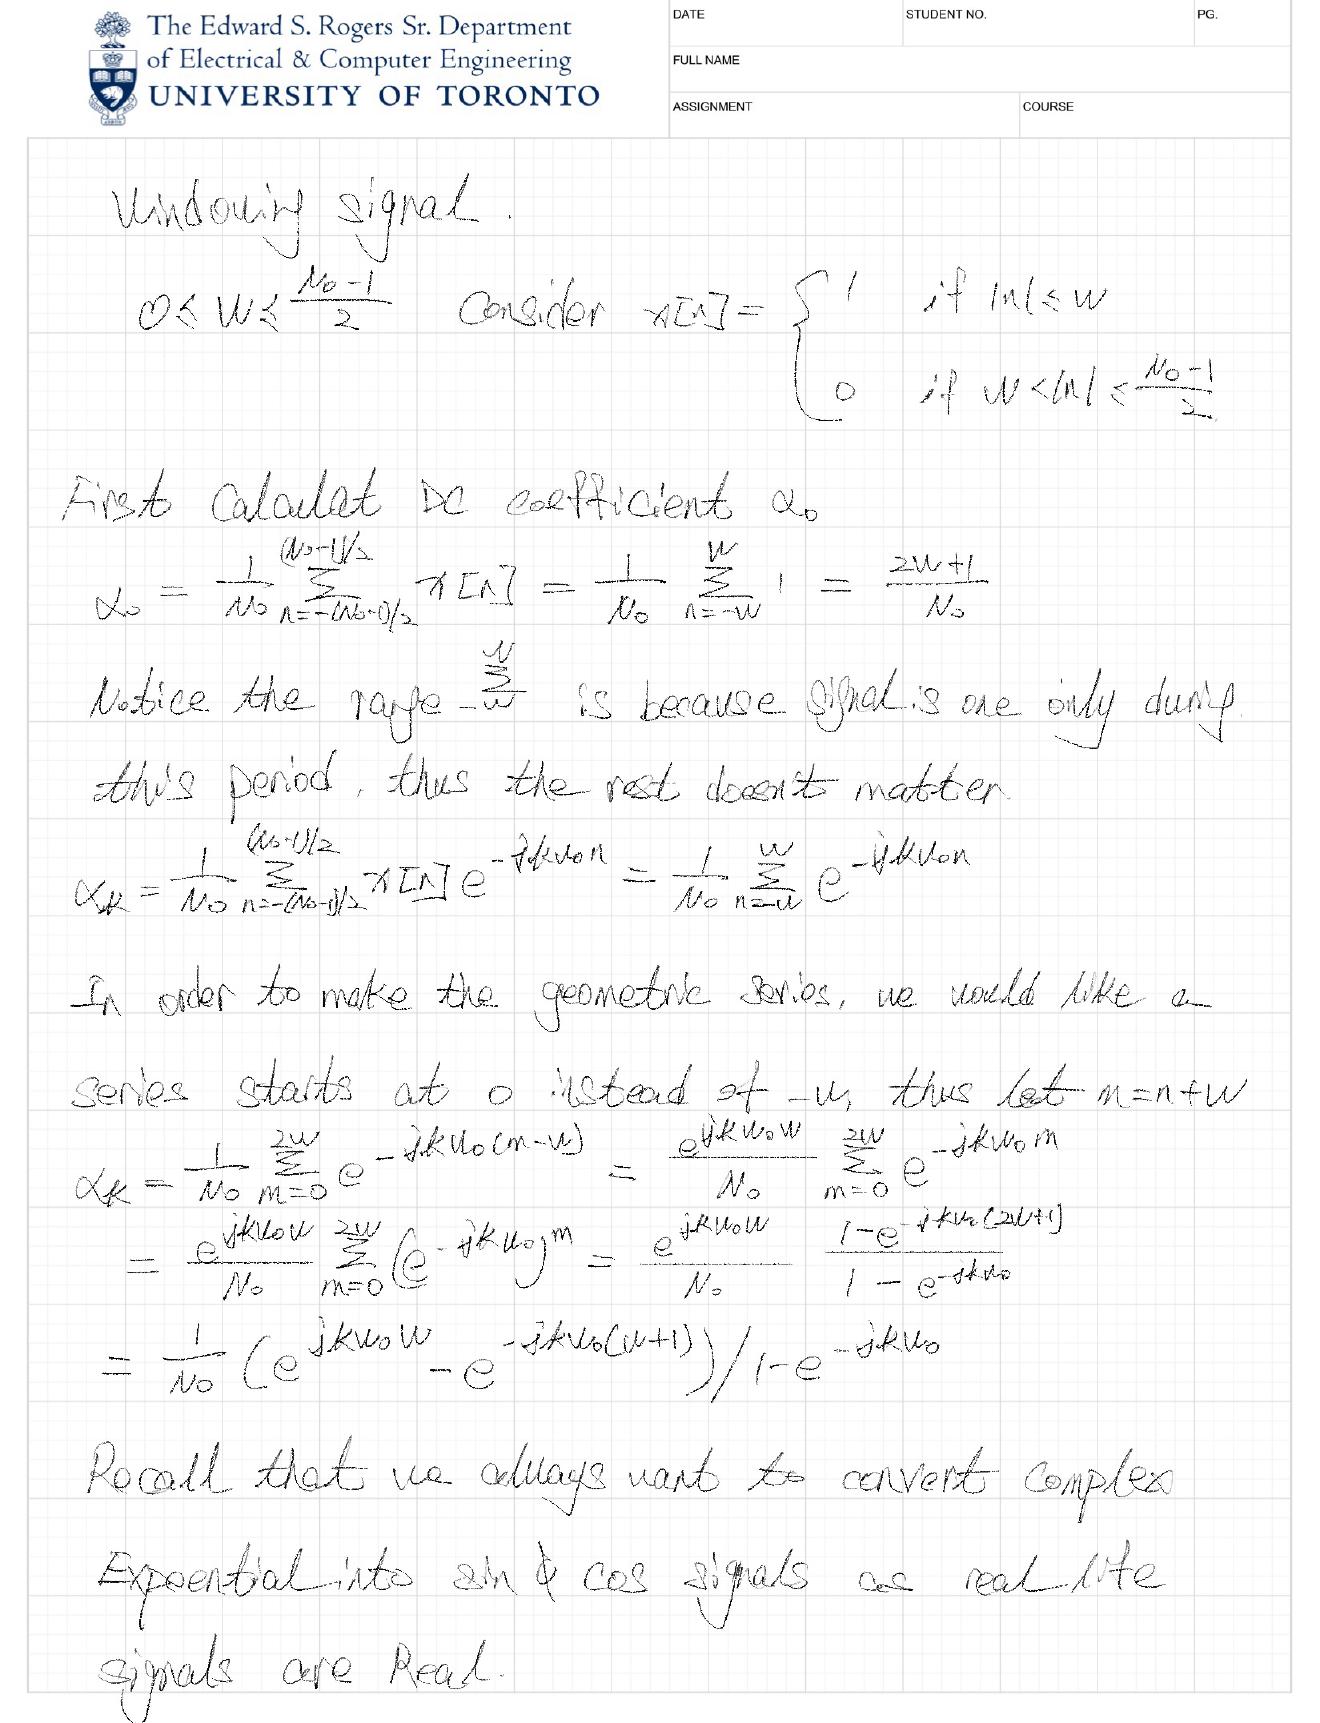 The Edward S. Rogers Sr. Department
of Electrical & Computer Engineering
UNIVERSITY OF TORONTO
DATE
STUDENT NO.
PG.
FULL NAME
ASSIGNMENT
COURSE
Windowing signal.
0 ≤ W ≤ (N₀-1)/2 Consider x[n] = { 1 if |n| ≤ W
0 if W < |n| ≤ (N₀-1)/2
First Calculat DC coefficient α₀
α₀ = 1/N₀ Σ_{n=-(N₀-1)/2}^{(N₀-1)/2} x[n] = 1/N₀ Σ_{n=-W}^{W} 1 = (2W+1)/N₀
Notice the range Σ_{-W}^{W} is because signal is one only during
this period, thus the rest doesn't matter
α_k = 1/N₀ Σ_{n=-(N₀-1)/2}^{(N₀-1)/2} x[n] e^{-jkω₀n} = 1/N₀ Σ_{n=-W}^{W} e^{-jkω₀n}
In order to make the geometric series, we would like a
series starts at 0 instead of -W, thus let m=n+W
α_k = 1/N₀ Σ_{m=0}^{2W} e^{-jkω₀(m-W)} = e^{jkω₀W}/N₀ Σ_{m=0}^{2W} e^{-jkω₀m}
= e^{jkω₀W}/N₀ Σ_{m=0}^{2W} (e^{-jkω₀})^m = e^{jkω₀W}/N₀ (1-e^{-jkω₀(2W+1)})/(1-e^{-jkω₀})
= 1/N₀ (e^{jkω₀W} - e^{-jkω₀(W+1)}) / 1-e^{-jkω₀}
Recall that we always want to convert complex
Expoential into sin & cos signals as real life
signals are Real.